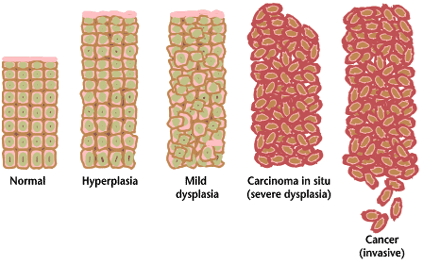 Normal
Hyperplasia
Mild
dysplasia
Carcinoma in situ
(severe dysplasia)
Cancer
(invasive)